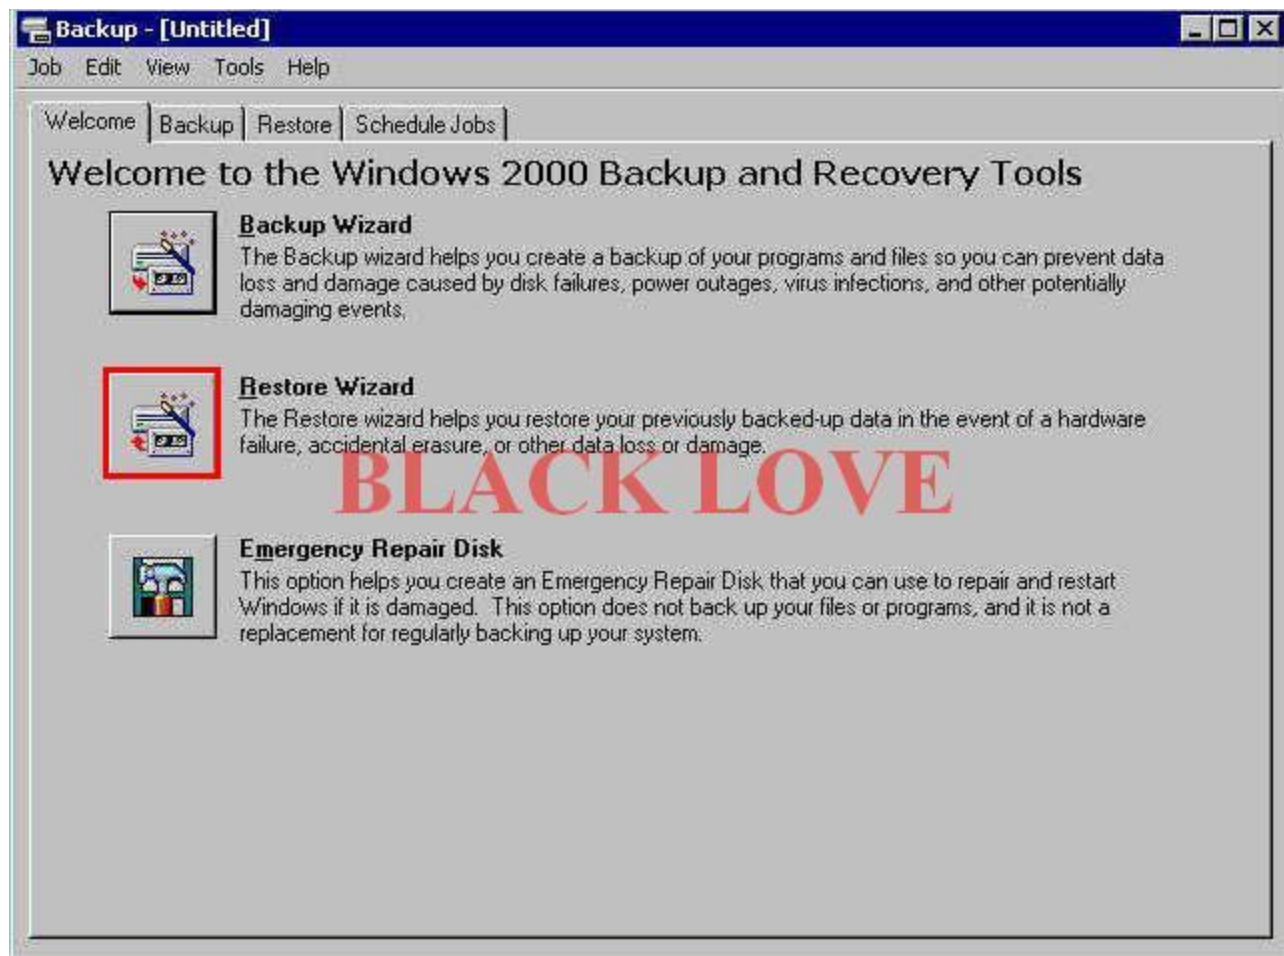 Backup - [Untitled]
Job Edit View Tools Help
Welcome Backup Restore Schedule Jobs
Welcome to the Windows 2000 Backup and Recovery Tools
Backup Wizard
The Backup wizard helps you create a backup of your programs and files so you can prevent data
loss and damage caused by disk failures, power outages, virus infections, and other potentially
damaging events.
Restore Wizard
The Restore wizard helps you restore your previously backed-up data in the event of a hardware
failure, accidental erasure, or other data loss or damage.
BLACK LOVE
Emergency Repair Disk
This option helps you create an Emergency Repair Disk that you can use to repair and restart
Windows if it is damaged. This option does not back up your files or programs, and it is not a
replacement for regularly backing up your system.